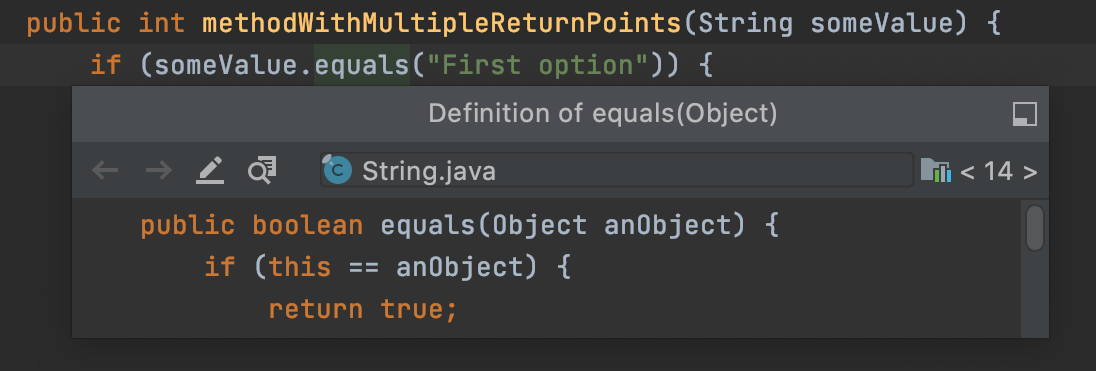 public int methodWithMultipleReturnPoints(String someValue) {
if (someValue.equals("First option")) {
Definition of equals(Object)
C String.java < 14 >
public boolean equals(Object anObject) {
if (this == anObject) {
return true;